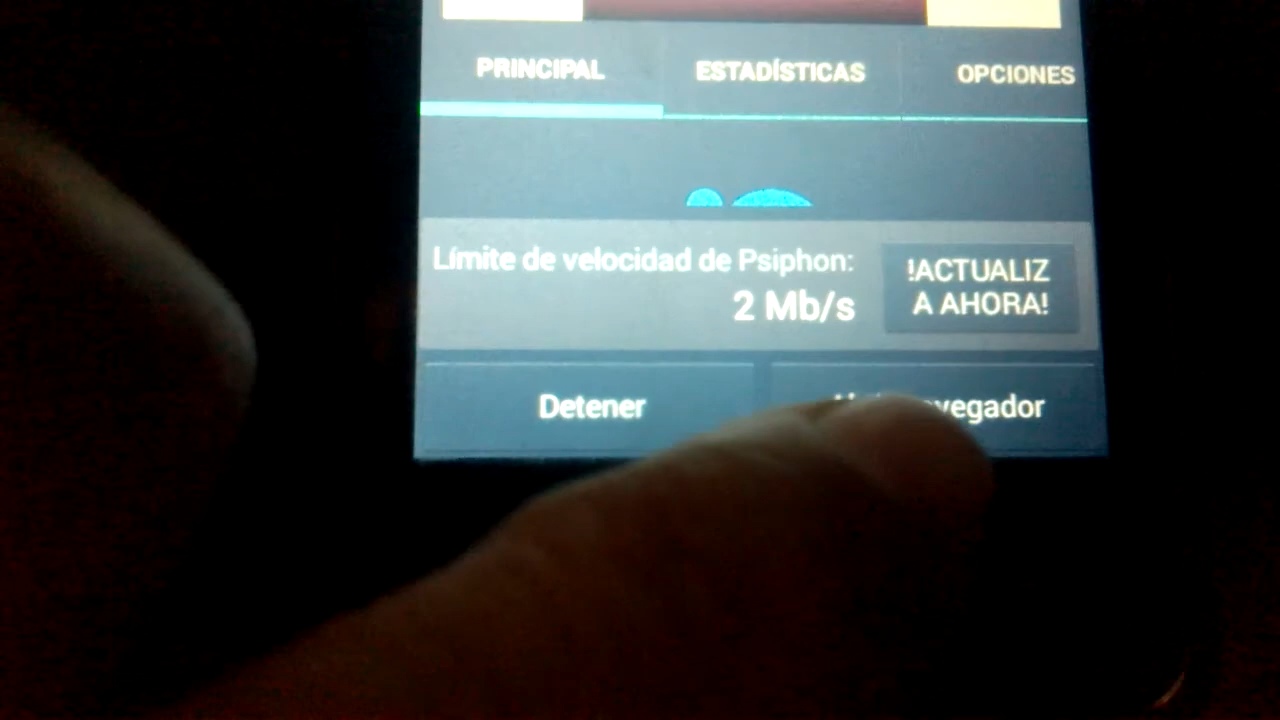 PRINCIPAL ESTADÍSTICAS OPCIONES
Límite de velocidad de Psiphon:
2 Mb/s
!ACTUALIZ
A AHORA!
Detener